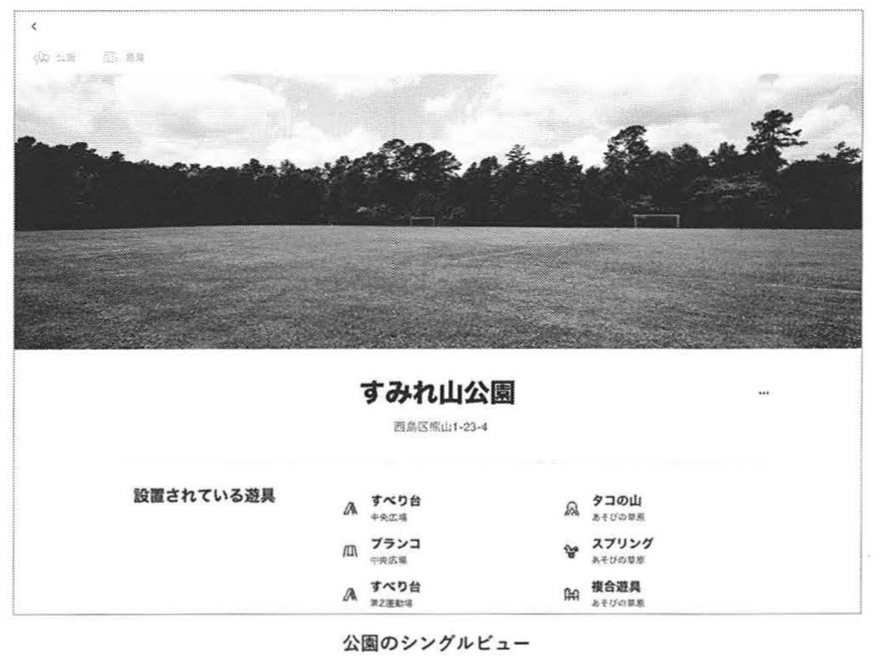 公園 遊具
すみれ山公園
西島区熊山1-23-4
設置されている遊具
すべり台
中央広場
ブランコ
中央広場
すべり台
第2運動場
タコの山
あそびの草原
スプリング
あそびの草原
複合遊具
あそびの草原
公園のシングルビュー